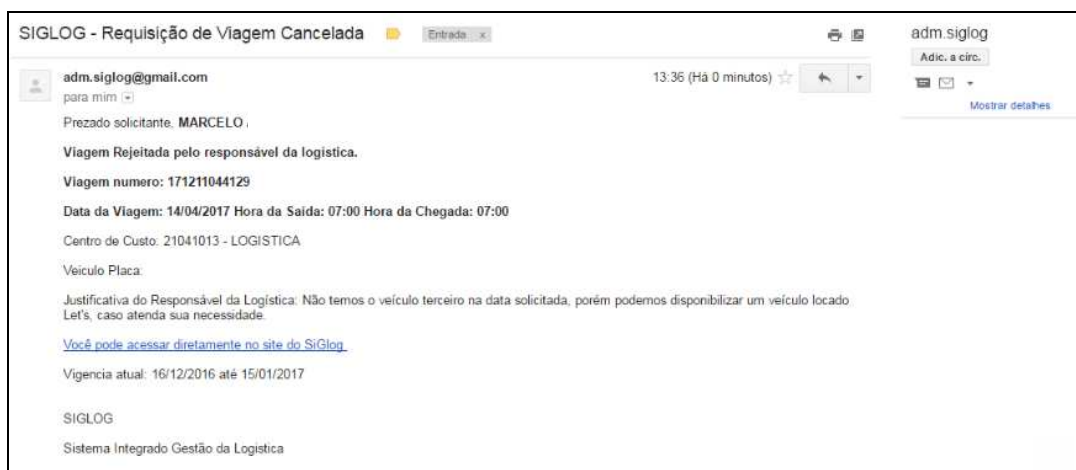 SIGLOG - Requisição de Viagem Cancelada
Entrada x
adm.siglog
Adic. a circ.
Mostrar detalhes
adm.siglog@gmail.com
13:36 (Há 0 minutos)
para mim
Prezado solicitante, MARCELO .
Viagem Rejeitada pelo responsável da logistica.
Viagem numero: 171211044129
Data da Viagem: 14/04/2017 Hora da Saida: 07:00 Hora da Chegada: 07:00
Centro de Custo: 21041013 - LOGISTICA
Veiculo Placa:
Justificativa do Responsável da Logística: Não temos o veículo terceiro na data solicitada, porém podemos disponibilizar um veículo locado
Let's, caso atenda sua necessidade.
Você pode acessar diretamente no site do SiGlog
Vigencia atual: 16/12/2016 até 15/01/2017
SIGLOG
Sistema Integrado Gestão da Logistica